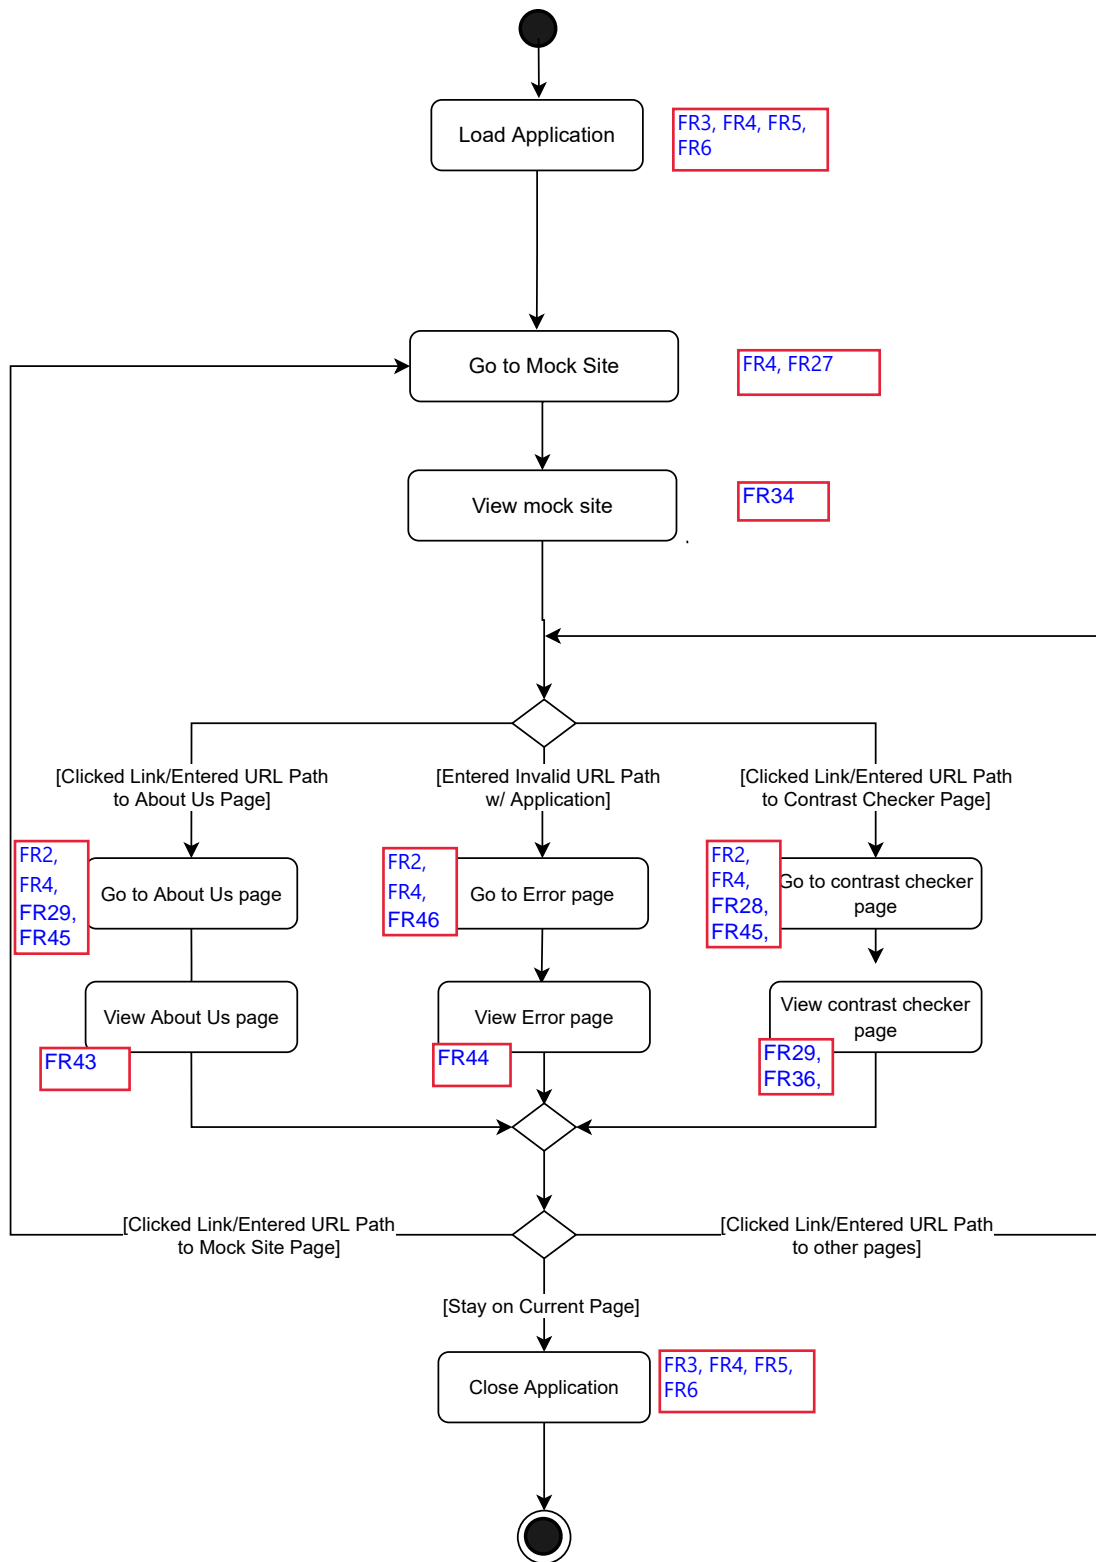 Load Application
FR3, FR4, FR5,
FR6
Go to Mock Site
FR4, FR27
View mock site
FR34
.
[Clicked Link/Entered URL Path
to About Us Page]
[Entered Invalid URL Path
w/ Application]
[Clicked Link/Entered URL Path
to Contrast Checker Page]
FR2,
FR4,
FR29,
FR45
Go to About Us page
FR2,
FR4,
FR46
Go to Error page
FR2,
FR4,
FR28,
FR45,
Go to contrast checker
page
View About Us page
FR43
View Error page
FR44
View contrast checker
page
FR29,
FR36,
[Clicked Link/Entered URL Path
to Mock Site Page]
[Clicked Link/Entered URL Path
to other pages]
[Stay on Current Page]
Close Application
FR3, FR4, FR5,
FR6